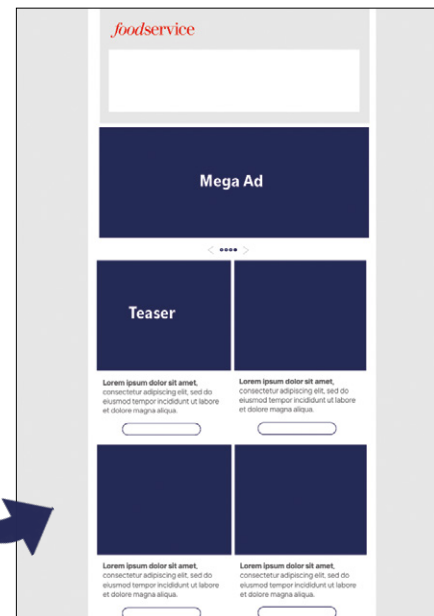 foodservice
Mega Ad
Teaser
Lorem ipsum dolor sit amet,
consectetur adipiscing elit, sed do
eiusmod tempor incididunt ut labore
et dolore magna aliqua.
Lorem ipsum dolor sit amet,
consectetur adipiscing elit, sed do
eiusmod tempor incididunt ut labore
et dolore magna aliqua.
Lorem ipsum dolor sit amet,
consectetur adipiscing elit, sed do
eiusmod tempor incididunt ut labore
et dolore magna aliqua.
Lorem ipsum dolor sit amet,
consectetur adipiscing elit, sed do
eiusmod tempor incididunt ut labore
et dolore magna aliqua.